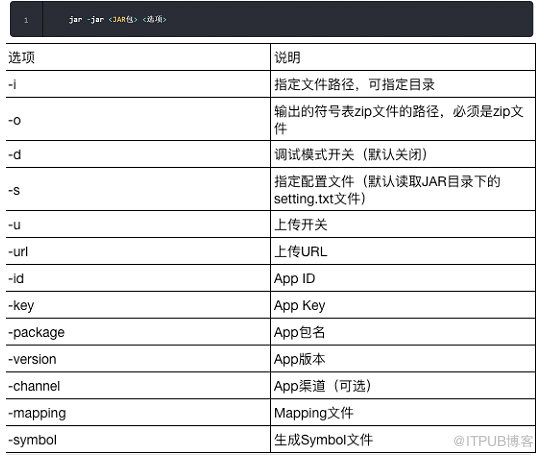 1 jar -jar <JAR包> <选项>
选项 说明
-i 指定文件路径，可指定目录
-o 输出的符号表zip文件的路径，必须是zip文
件
-d 调试模式开关（默认关闭）
-s 指定配置文件（默认读取JAR目录下的
setting.txt文件）
-u 上传开关
-url 上传URL
-id App ID
-key App Key
-package App包名
-version App版本
-channel App渠道（可选）
-mapping Mapping文件
-symbol 生成Symbol文件
@ITPUB博客